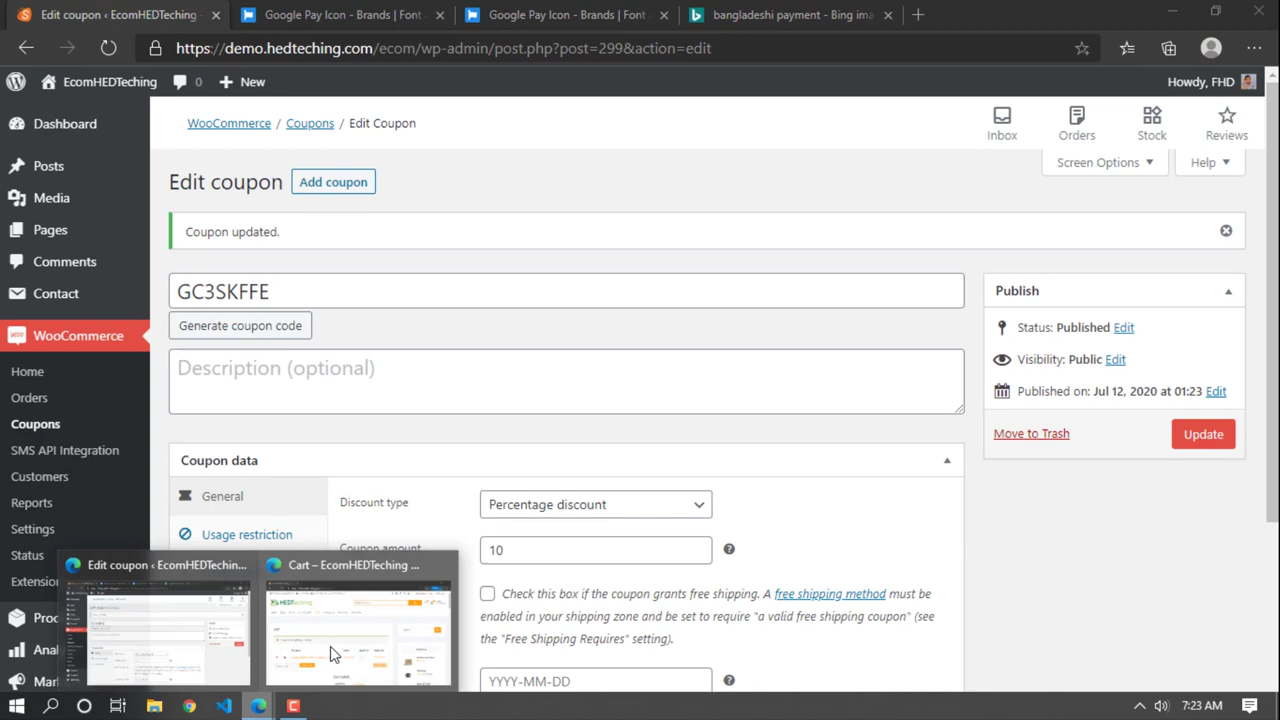 Edit coupon ‹ EcomHEDTeching
Google Pay Icon - Brands | Font
Google Pay Icon - Brands | Font
bangladeshi payment - Bing ima
https://demo.hedteching.com/ecom/wp-admin/post.php?post=299&action=edit
EcomHEDTeching
0
New
Howdy, FHD
Dashboard
Posts
Media
Pages
Comments
Contact
WooCommerce
Home
Orders
Coupons
SMS API Integration
Customers
Reports
Settings
Status
Extension
Prod
Ana
Mark
WooCommerce / Coupons / Edit Coupon
Inbox
Orders
Stock
Reviews
Screen Options
Help
Edit coupon
Add coupon
Coupon updated.
GC3SKFFE
Generate coupon code
Description (optional)
Publish
Status: Published Edit
Visibility: Public Edit
Published on: Jul 12, 2020 at 01:23 Edit
Move to Trash
Update
Coupon data
General
Usage restriction
Discount type
Percentage discount
Coupon amount
10
Check this box if the coupon grants free shipping. A free shipping method must be
enabled in your shipping zone and be set to require "a valid free shipping coupon" (see
the "Free Shipping Requires" setting).
YYYY-MM-DD
Edit coupon ‹ EcomHEDTechin...
Cart – EcomHEDTeching ...
HEDTeching
7:23 AM